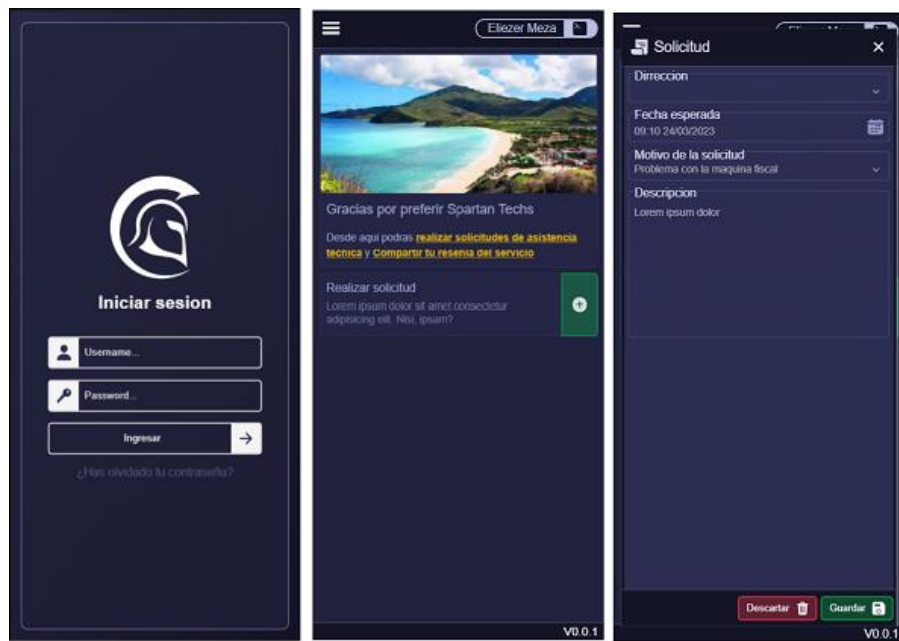 Iniciar sesion
Username...
Password...
Ingresar
¿Has olvidado tu contraseña?
Eliezer Meza
Gracias por preferir Spartan Techs
Desde aqui podras realizar solicitudes de asistencia
tecnica y Compartir tu resenia del servicio
Realizar solicitud
Lorem ipsum dolor sit amet consectetur
adipisicing elit. Nisi, ipsum?
V0.0.1
Solicitud
Dirreccion
Fecha esperada
09:10 24/03/2023
Motivo de la solicitud
Problema con la maquina fiscal
Descripcion
Lorem ipsum dolor
Descartar
Guardar
V0.0.1